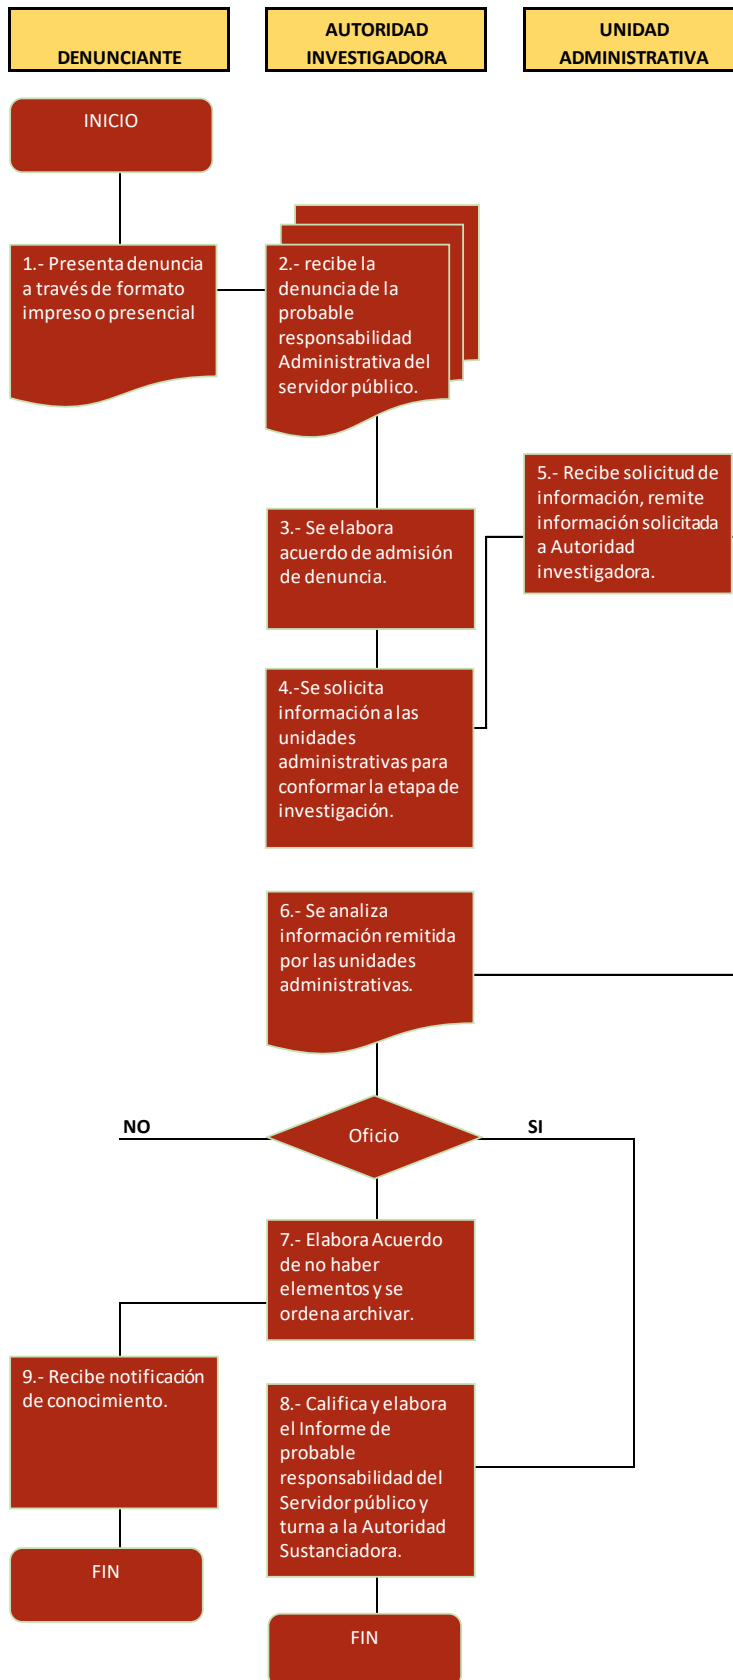 DENUNCIANTE
AUTORIDAD
INVESTIGADORA
UNIDAD
ADMINISTRATIVA
INICIO
1.- Presenta denuncia
a través de formato
impreso o presencial
2.- recibe la
denuncia de la
probable
responsabilidad
Administrativa del
servidor público.
5.- Recibe solicitud de
información, remite
información solicitada
a Autoridad
investigadora.
3.- Se elabora
acuerdo de admisión
de denuncia.
4.-Se solicita
información a las
unidades
administrativas para
conformar la etapa de
investigación.
6.- Se analiza
información remitida
por las unidades
administrativas.
NO
Oficio
SI
7.- Elabora Acuerdo
de no haber
elementos y se
ordena archivar.
9.- Recibe notificación
de conocimiento.
8.- Califica y elabora
el Informe de
probable
responsabilidad del
Servidor público y
turna a la Autoridad
Sustanciadora.
FIN
FIN